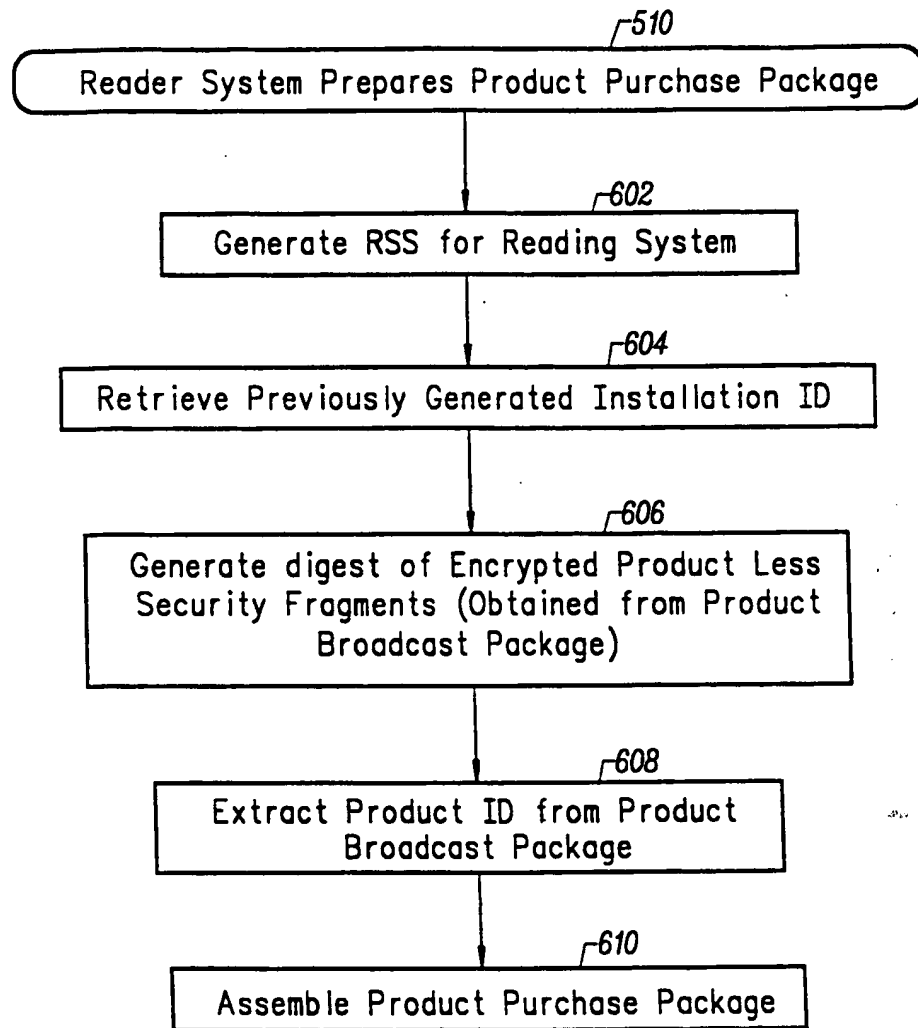 510
Reader System Prepares Product Purchase Package
602
Generate RSS for Reading System
604
Retrieve Previously Generated Installation ID
606
Generate digest of Encrypted Product Less
Security Fragments (Obtained from Product
Broadcast Package)
608
Extract Product ID from Product
Broadcast Package
610
Assemble Product Purchase Package